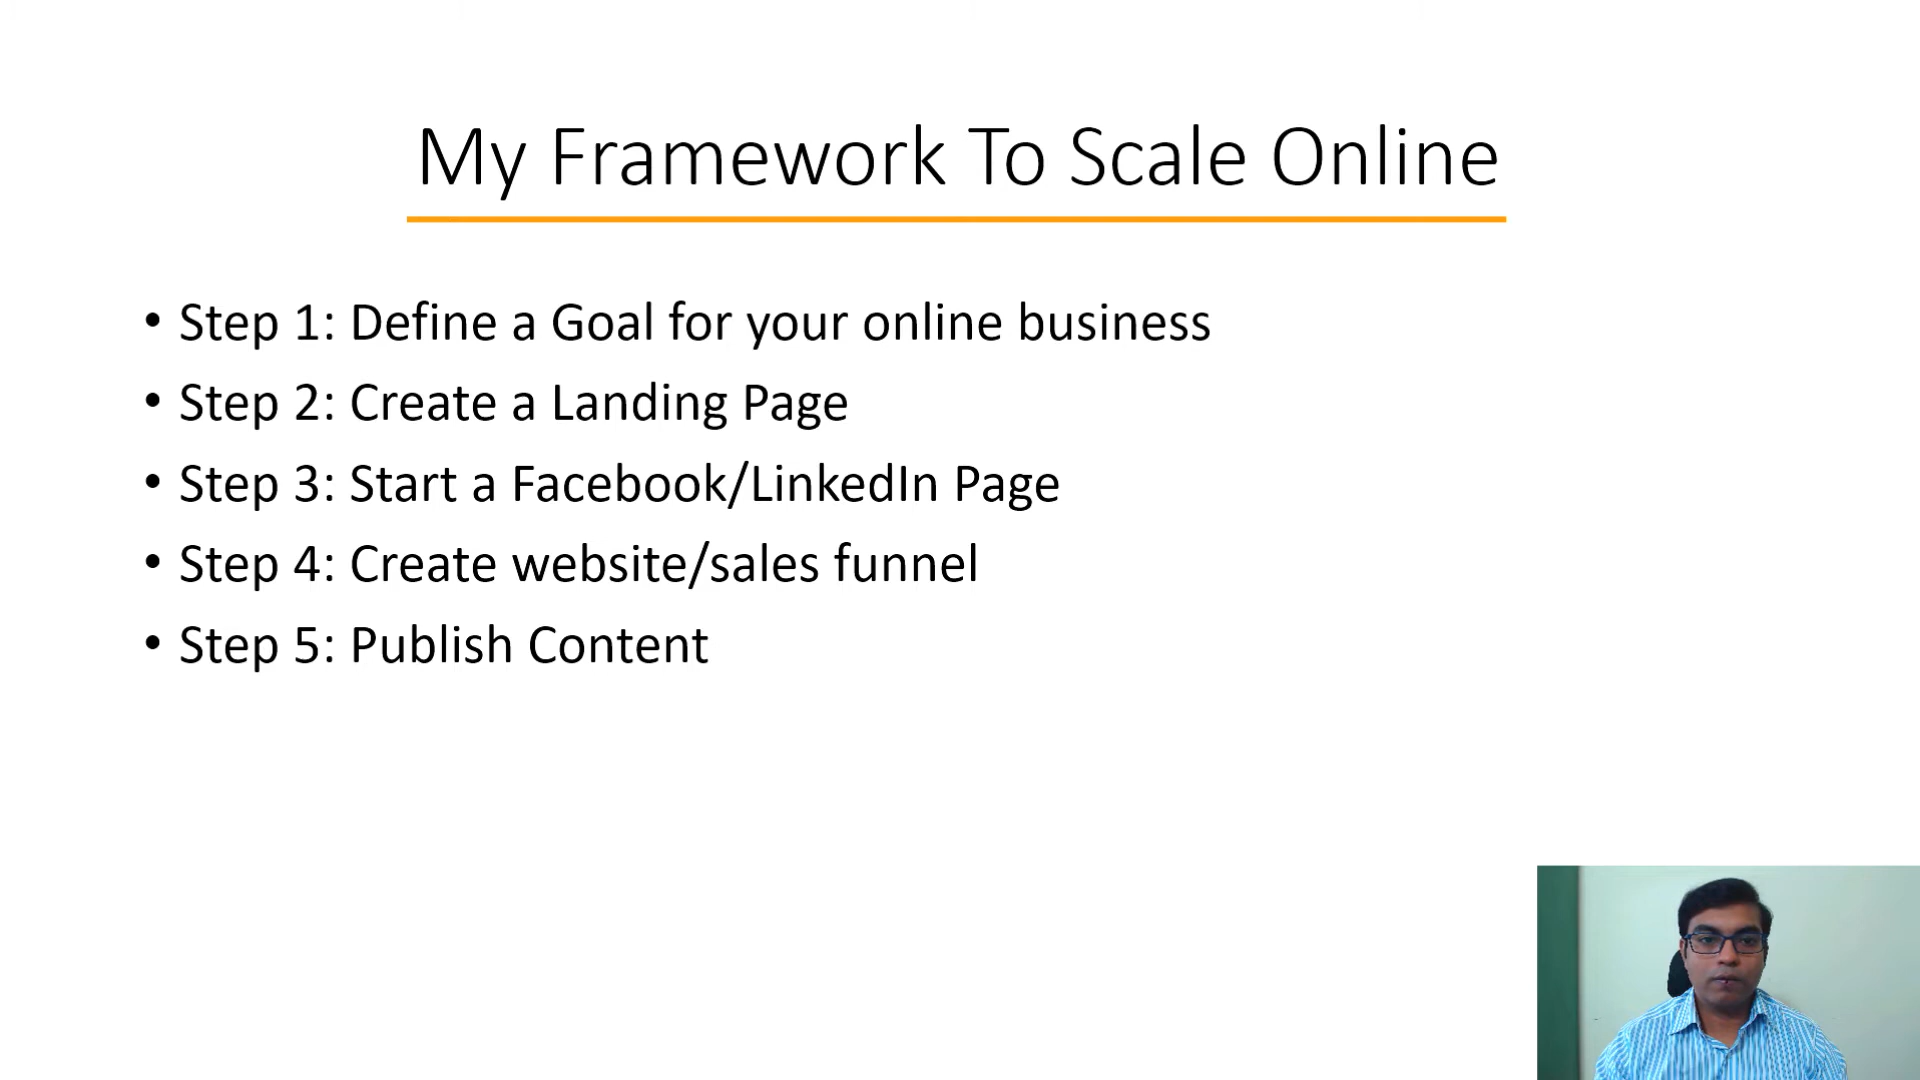 My Framework To Scale Online
• Step 1: Define a Goal for your online business
• Step 2: Create a Landing Page
• Step 3: Start a Facebook/LinkedIn Page
• Step 4: Create website/sales funnel
• Step 5: Publish Content